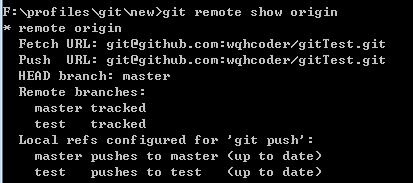 F:\profiles\git\new>git remote show origin
* remote origin
  Fetch URL: git@github.com:wqhcoder/gitTest.git
  Push  URL: git@github.com:wqhcoder/gitTest.git
  HEAD branch: master
  Remote branches:
    master tracked
    test   tracked
  Local refs configured for 'git push':
    master pushes to master (up to date)
    test   pushes to test   (up to date)